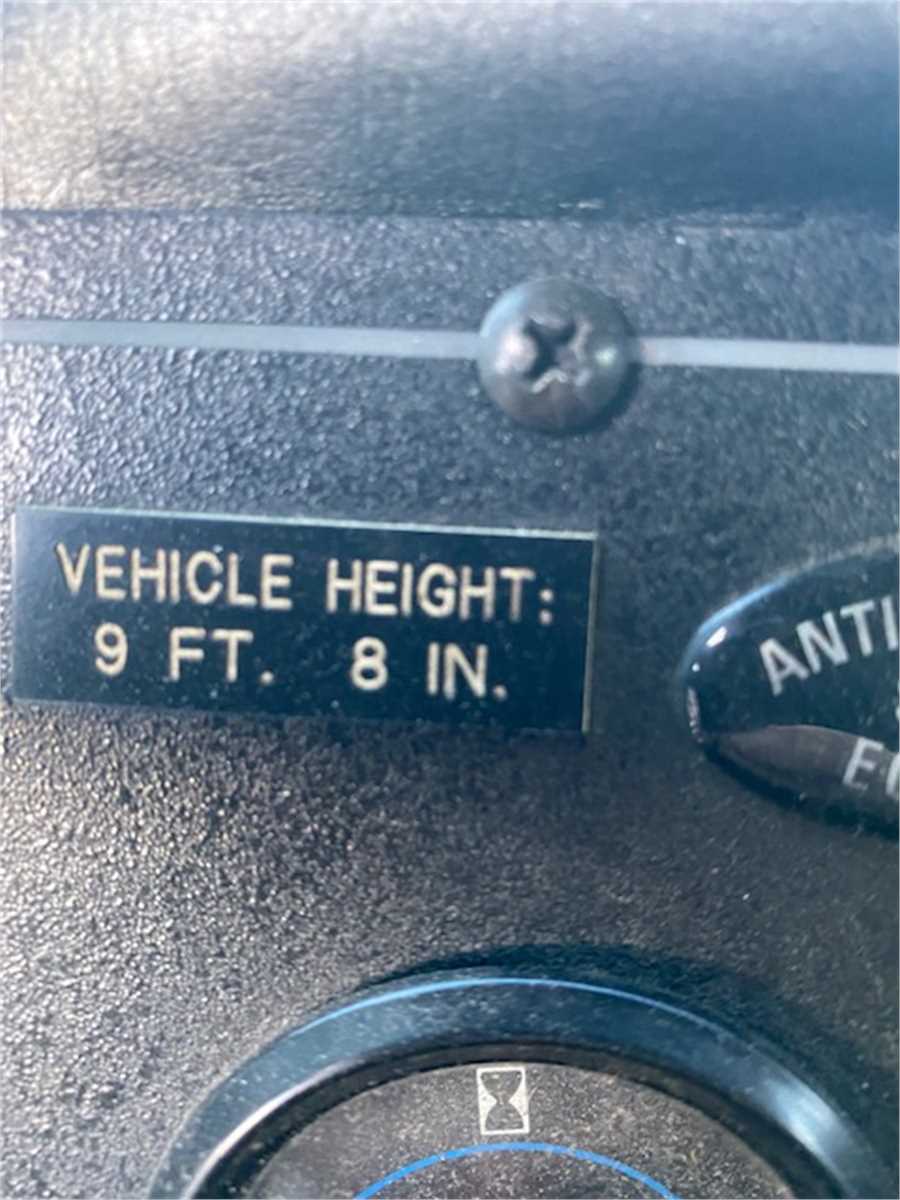 VEHICLE HEIGHT:
9 FT. 8 IN.
ANTI